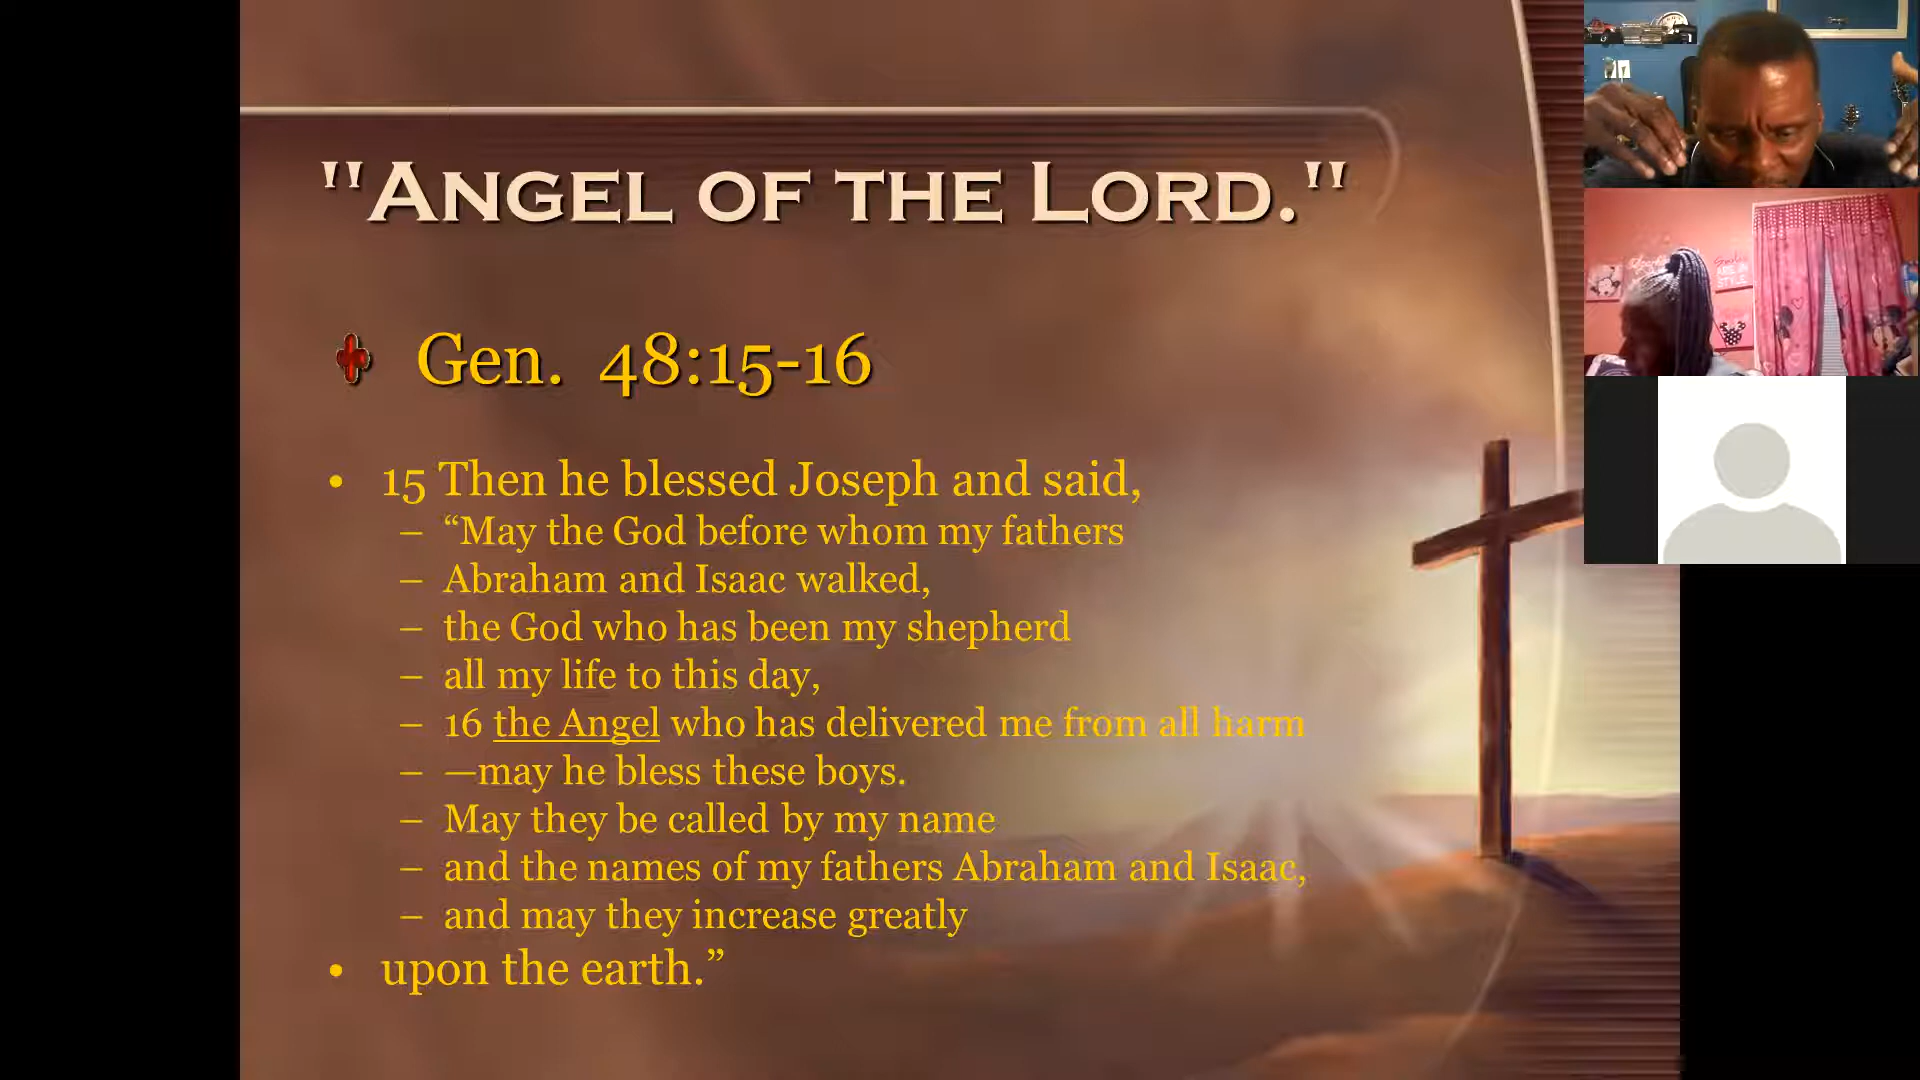 "ANGEL OF THE LORD."
Gen. 48:15-16
• 15 Then he blessed Joseph and said,
– “May the God before whom my fathers
– Abraham and Isaac walked,
– the God who has been my shepherd
– all my life to this day,
– 16 the Angel who has delivered me from all harm
– —may he bless these boys.
– May they be called by my name
– and the names of my fathers Abraham and Isaac,
– and may they increase greatly
• upon the earth.”
ARE IN
STYLE